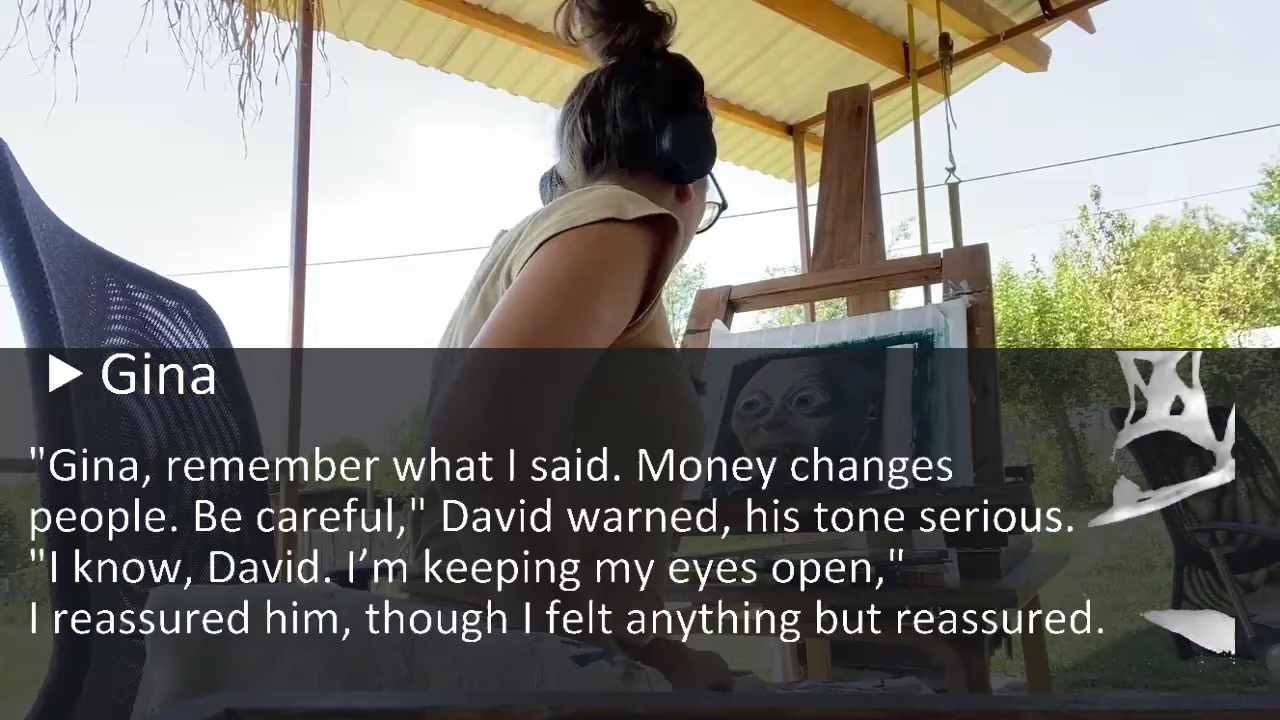 Gina
"Gina, remember what I said. Money changes
people. Be careful," David warned, his tone serious.
"I know, David. I’m keeping my eyes open,"
I reassured him, though I felt anything but reassured.